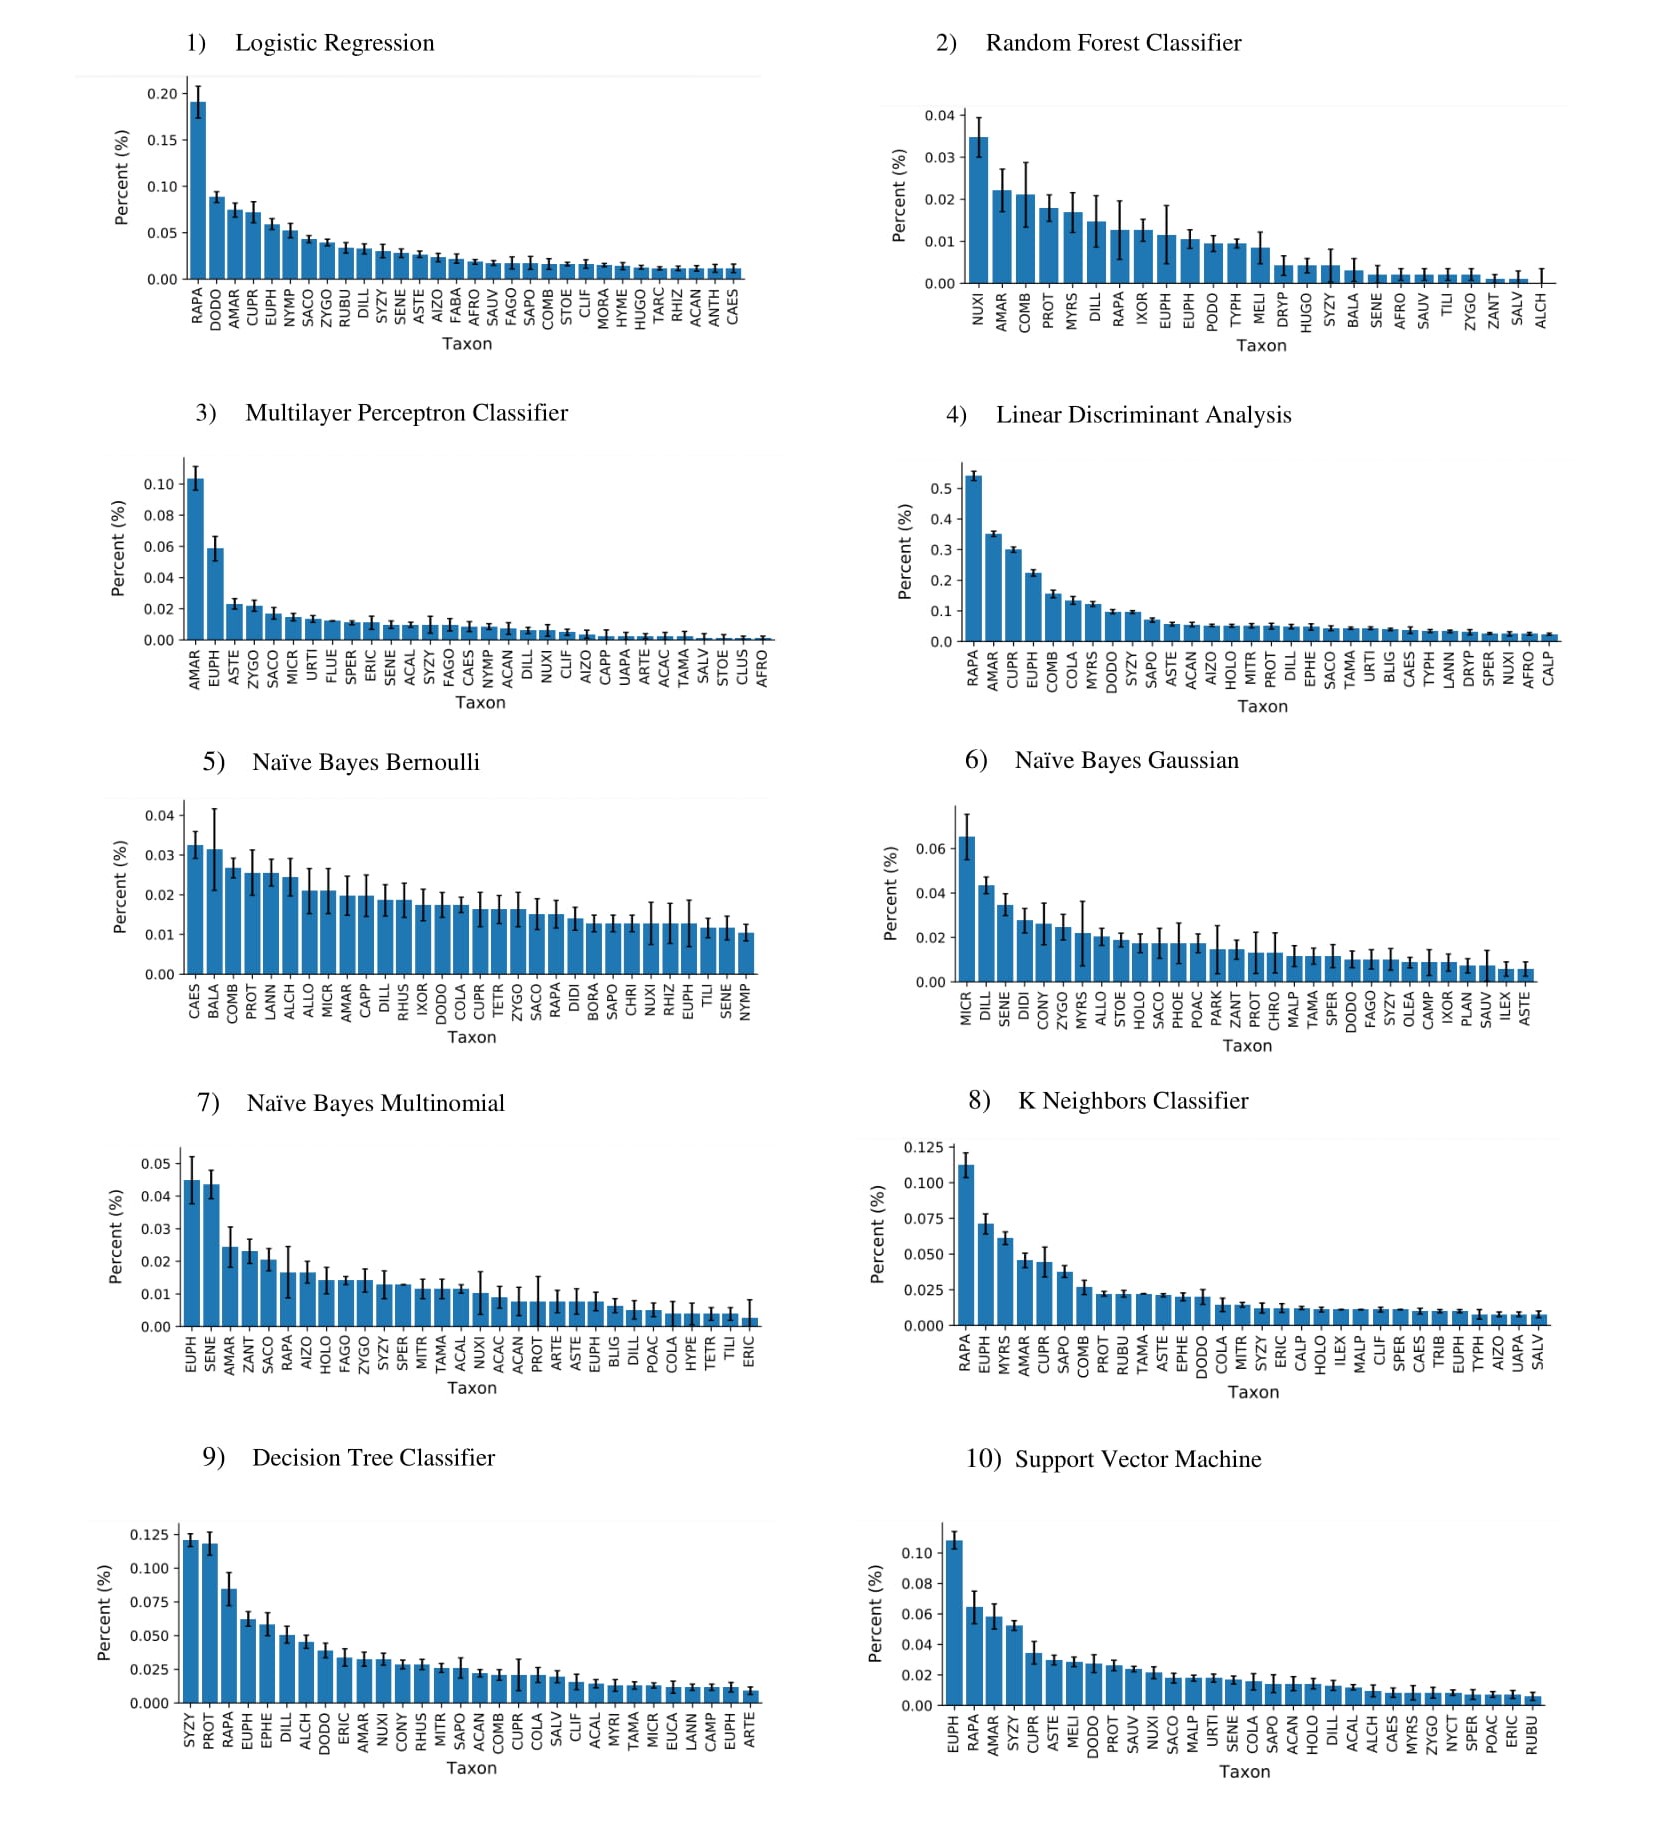 1) Logistic Regression
0.20
0.15
0.10
0.05
0.00
Percent (%)
RAPA DODO AMAR CUPR EUPH NYMP SACO ZYGO RUBU DILL SYZY SENE ASTE AIZO FABA AFRO SAUV FAGO SAPO COMB STOE CLIF MORA HYME HUGO TARC RHIZ ACAN ANTH CAES
Taxon
2) Random Forest Classifier
0.04
0.03
0.02
0.01
0.00
Percent (%)
NUXI AMAR COMB PROT MYRS DILL RAPA IXOR EUPH EUPH PODO TYPH MELI DRYP HUGO SYZY BALA SENE AFRO SAUV TILI ZYGO ZANT SALV ALCH
Taxon
3) Multilayer Perceptron Classifier
0.10
0.08
0.06
0.04
0.02
0.00
Percent (%)
AMAR EUPH ASTE ZYGO SACO MICR URTI FLUE SPER ERIC SENE ACAL SYZY FAGO CAES NYMP ACAN DILL NUXI CLIF AIZO CAPP UAPA ARTE ACAC TAMA SALV STOE CLUS AFRO
Taxon
4) Linear Discriminant Analysis
0.5
0.4
0.3
0.2
0.1
0.0
Percent (%)
RAPA AMAR CUPR EUPH COMB COLA MYRS DODO SYZY SAPO ASTE ACAN AIZO HOLO MITR PROT DILL EPHE SACO TAMA URTI BLIG CAES TYPH LANN DRYP SPER NUXI AFRO CALP
Taxon
5) Naïve Bayes Bernoulli
0.04
0.03
0.02
0.01
0.00
Percent (%)
CAES BALA COMB PROT LANN ALCH ALLO MICR AMAR CAPP DILL RHUS IXOR DODO COLA CUPR TETR ZYGO SACO RAPA DIDI BORA SAPO CHRI NUXI RHIZ EUPH TILI SENE NYMP
Taxon
6) Naïve Bayes Gaussian
0.06
0.04
0.02
0.00
Percent (%)
MICR DILL SENE DIDI CONY ZYGO MYRS ALLO STOE HOLO SACO PHOE POAC PARK ZANT PROT CHRO MALP TAMA SPER DODO FAGO SYZY OLEA CAMP IXOR PLAN SAUV ILEX ASTE
Taxon
7) Naïve Bayes Multinomial
0.05
0.04
0.03
0.02
0.01
0.00
Percent (%)
EUPH SENE AMAR ZANT SACO RAPA AIZO HOLO FAGO ZYGO SYZY SPER MITR TAMA ACAL NUXI ACAC ACAN PROT ARTE ASTE EUPH BLIG DILL POAC COLA HYPE TETR TILI ERIC
Taxon
8) K Neighbors Classifier
0.125
0.100
0.075
0.050
0.025
0.000
Percent (%)
RAPA EUPH MYRS AMAR CUPR SAPO COMB PROT RUBU TAMA ASTE EPHE DODO COLA MITR SYZY ERIC CALP HOLO ILEX MALP CLIF SPER CAES TRIB EUPH TYPH AIZO UAPA SALV
Taxon
9) Decision Tree Classifier
0.125
0.100
0.075
0.050
0.025
0.000
Percent (%)
SYZY PROT RAPA EUPH EPHE DILL ALCH DODO ERIC AMAR NUXI CONY RHUS MITR SAPO ACAN COMB CUPR COLA SALV CLIF ACAL MYRI TAMA MICR EUCA LANN CAMP EUPH ARTE
Taxon
10) Support Vector Machine
0.10
0.08
0.06
0.04
0.02
0.00
Percent (%)
EUPH RAPA AMAR SYZY CUPR ASTE MELI DODO PROT SAUV NUXI SACO MALP URTI SENE COLA SAPO ACAN HOLO DILL ACAL ALCH CAES MYRS ZYGO NYCT SPER POAC ERIC RUBU
Taxon